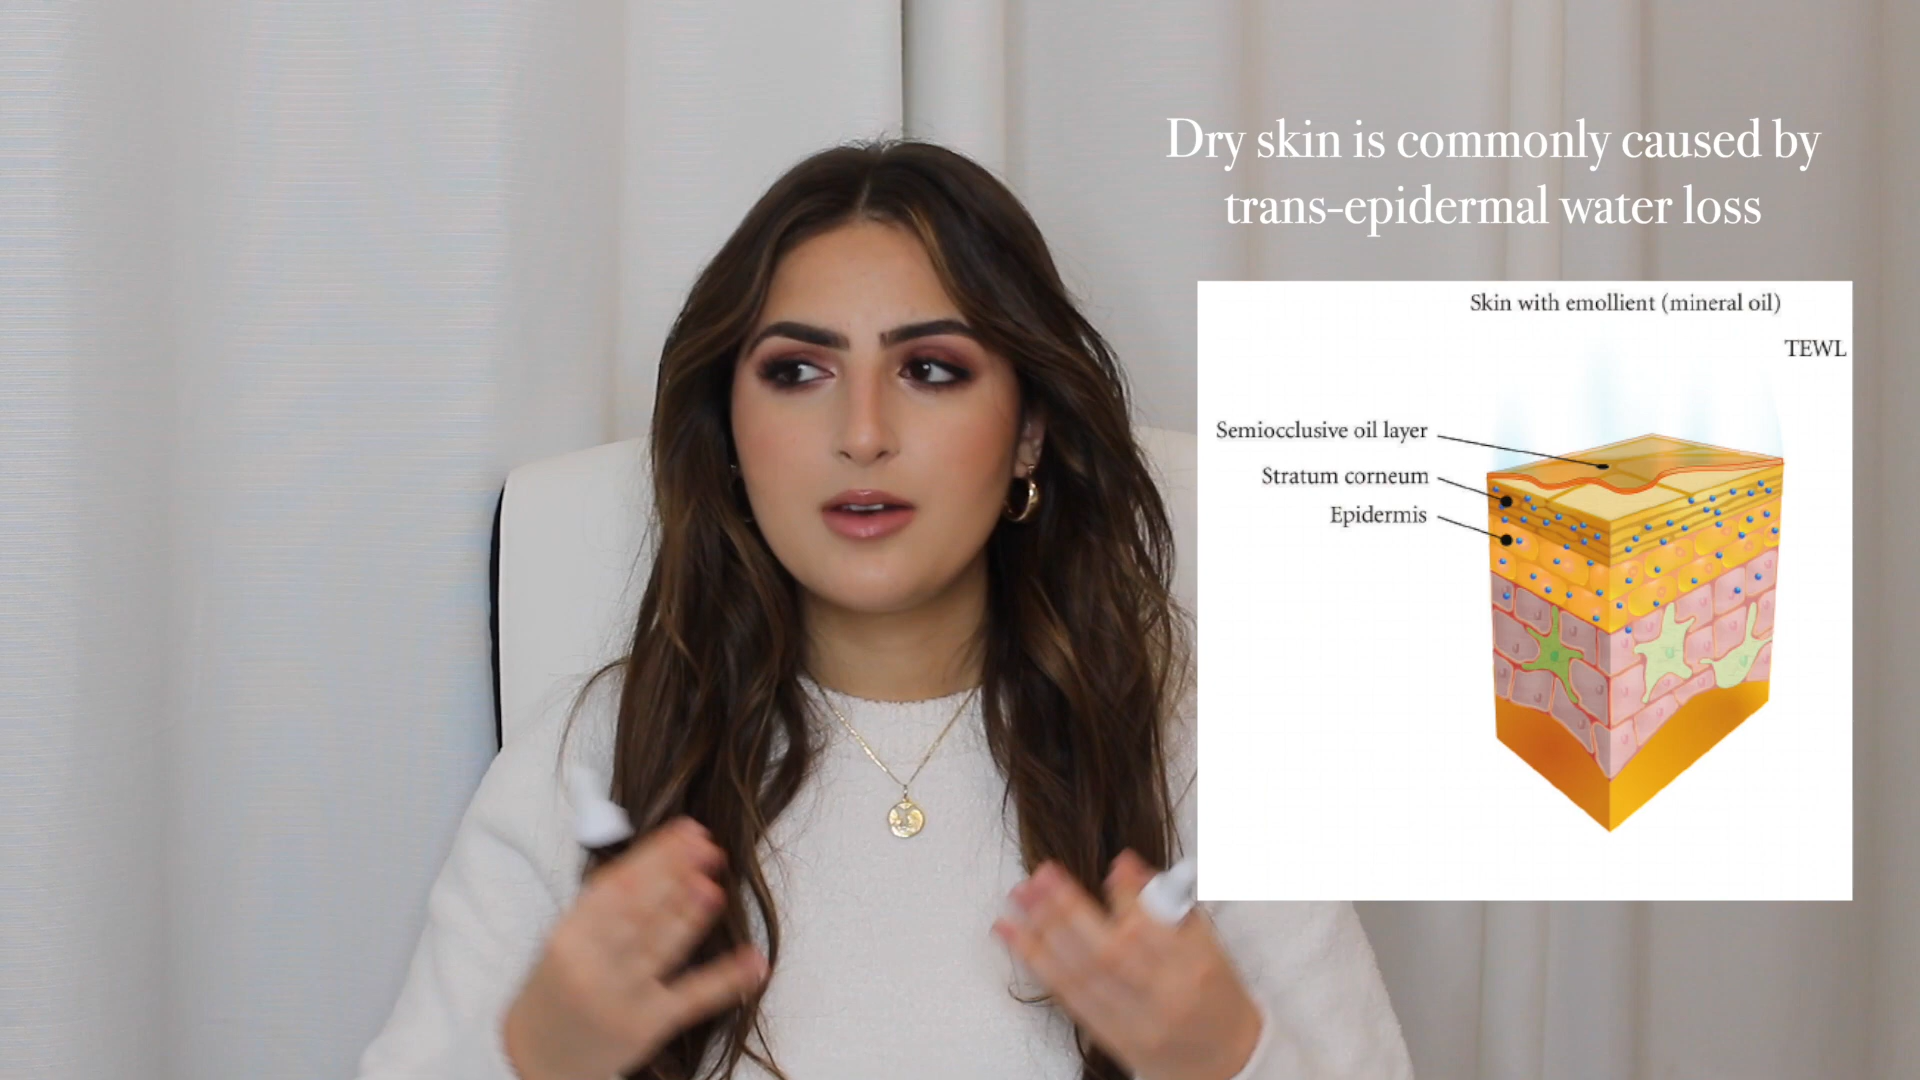 Dry skin is commonly caused by
trans-epidermal water loss
Skin with emollient (mineral oil)
TEWL
Semiocclusive oil layer
Stratum corneum
Epidermis